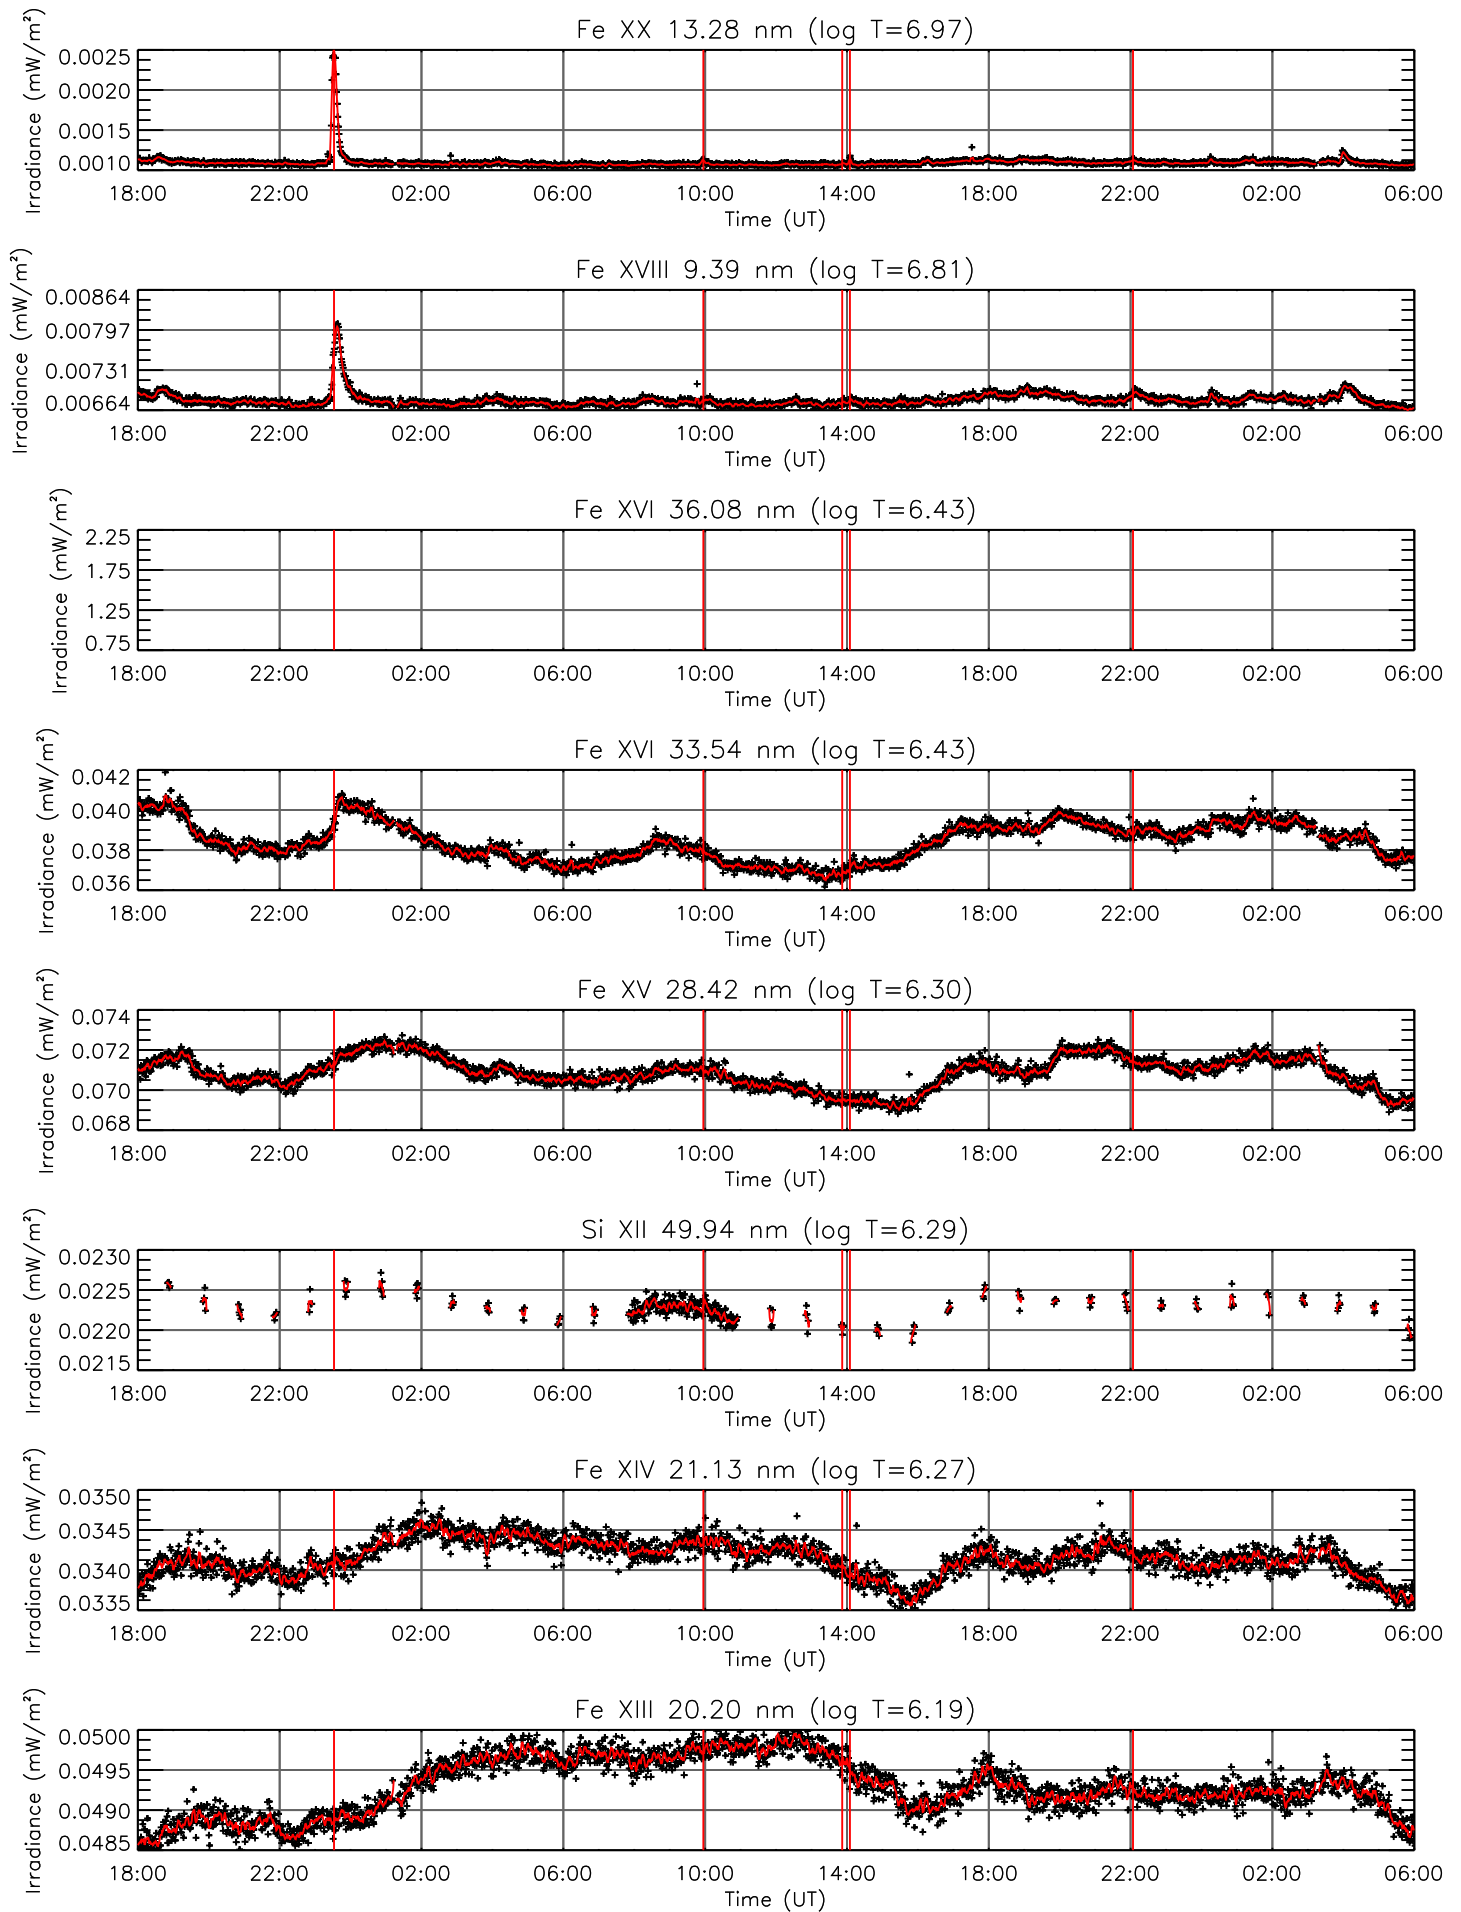 Fe XX 13.28 nm (log T=6.97)
Irradiance (mW/m²)
0.0025
0.0020
0.0015
0.0010
18:00 22:00 02:00 06:00 10:00 14:00 18:00 22:00 02:00 06:00
Time (UT)
Fe XVIII 9.39 nm (log T=6.81)
Irradiance (mW/m²)
0.00864
0.00797
0.00731
0.00664
18:00 22:00 02:00 06:00 10:00 14:00 18:00 22:00 02:00 06:00
Time (UT)
Fe XVI 36.08 nm (log T=6.43)
Irradiance (mW/m²)
2.25
1.75
1.25
0.75
18:00 22:00 02:00 06:00 10:00 14:00 18:00 22:00 02:00 06:00
Time (UT)
Fe XVI 33.54 nm (log T=6.43)
Irradiance (mW/m²)
0.042
0.040
0.038
0.036
18:00 22:00 02:00 06:00 10:00 14:00 18:00 22:00 02:00 06:00
Time (UT)
Fe XV 28.42 nm (log T=6.30)
Irradiance (mW/m²)
0.074
0.072
0.070
0.068
18:00 22:00 02:00 06:00 10:00 14:00 18:00 22:00 02:00 06:00
Time (UT)
Si XII 49.94 nm (log T=6.29)
Irradiance (mW/m²)
0.0230
0.0225
0.0220
0.0215
18:00 22:00 02:00 06:00 10:00 14:00 18:00 22:00 02:00 06:00
Time (UT)
Fe XIV 21.13 nm (log T=6.27)
Irradiance (mW/m²)
0.0350
0.0345
0.0340
0.0335
18:00 22:00 02:00 06:00 10:00 14:00 18:00 22:00 02:00 06:00
Time (UT)
Fe XIII 20.20 nm (log T=6.19)
Irradiance (mW/m²)
0.0500
0.0495
0.0490
0.0485
18:00 22:00 02:00 06:00 10:00 14:00 18:00 22:00 02:00 06:00
Time (UT)